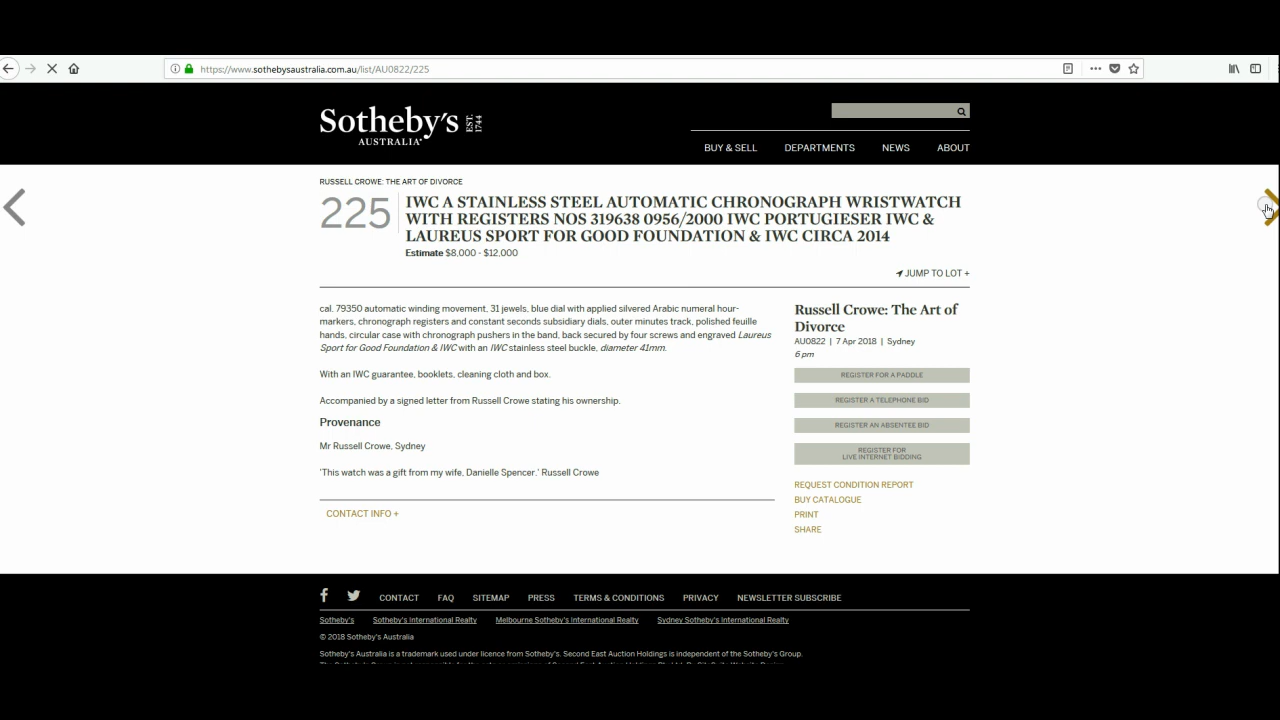 https://www.sothebysaustralia.com.au/list/AU0822/225
Sotheby's EST. 1744
AUSTRALIA
BUY & SELL DEPARTMENTS NEWS ABOUT
RUSSELL CROWE: THE ART OF DIVORCE
225
IWC A STAINLESS STEEL AUTOMATIC CHRONOGRAPH WRISTWATCH
WITH REGISTERS NOS 319638 0956/2000 IWC PORTUGIESER IWC &
LAUREUS SPORT FOR GOOD FOUNDATION & IWC CIRCA 2014
Estimate $8,000 - $12,000
JUMP TO LOT +
cal. 79350 automatic winding movement, 31 jewels, blue dial with applied silvered Arabic numeral hour-
markers, chronograph registers and constant seconds subsidiary dials, outer minutes track, polished feuille
hands, circular case with chronograph pushers in the band, back secured by four screws and engraved Laureus
Sport for Good Foundation & IWC with an IWC stainless steel buckle, diameter 41mm.
With an IWC guarantee, booklets, cleaning cloth and box.
Accompanied by a signed letter from Russell Crowe stating his ownership.
Provenance
Mr Russell Crowe, Sydney
'This watch was a gift from my wife, Danielle Spencer.' Russell Crowe
CONTACT INFO +
Russell Crowe: The Art of
Divorce
AU0822 | 7 Apr 2018 | Sydney
6 pm
REGISTER FOR A PADDLE
REGISTER A TELEPHONE BID
REGISTER AN ABSENTEE BID
REGISTER FOR
LIVE INTERNET BIDDING
REQUEST CONDITION REPORT
BUY CATALOGUE
PRINT
SHARE
CONTACT FAQ SITEMAP PRESS TERMS & CONDITIONS PRIVACY NEWSLETTER SUBSCRIBE
Sotheby's Sotheby's International Realty Melbourne Sotheby's International Realty Sydney Sotheby's International Realty
© 2018 Sotheby's Australia
Sotheby's Australia is a trademark used under licence from Sotheby's. Second East Auction Holdings is independent of the Sotheby's Group.